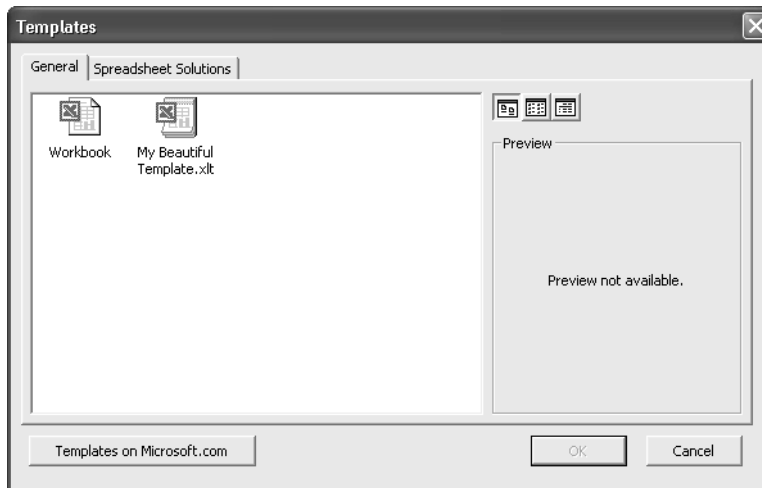 Templates
General
Spreadsheet Solutions
Workbook
My Beautiful
Template.xlt
Preview
Preview not available.
Templates on Microsoft.com
OK
Cancel